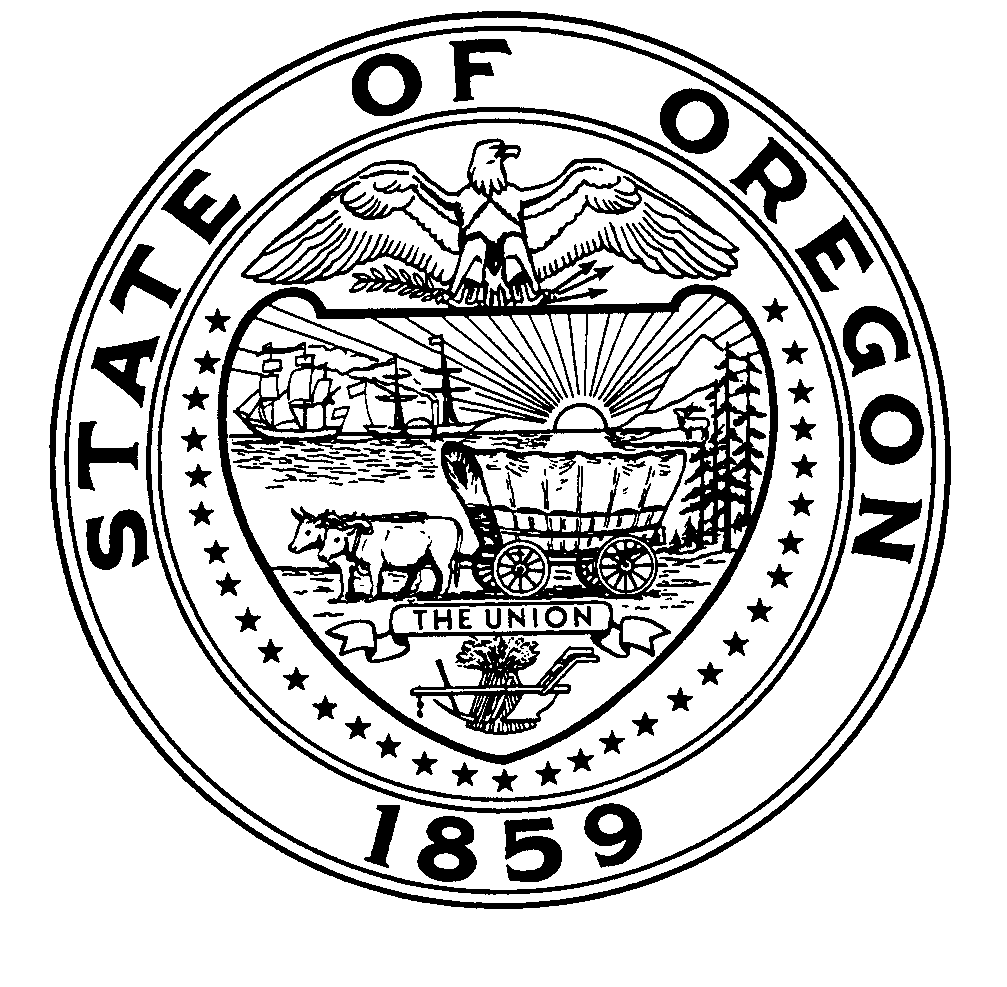 STATE OF OREGON
THE UNION
1859